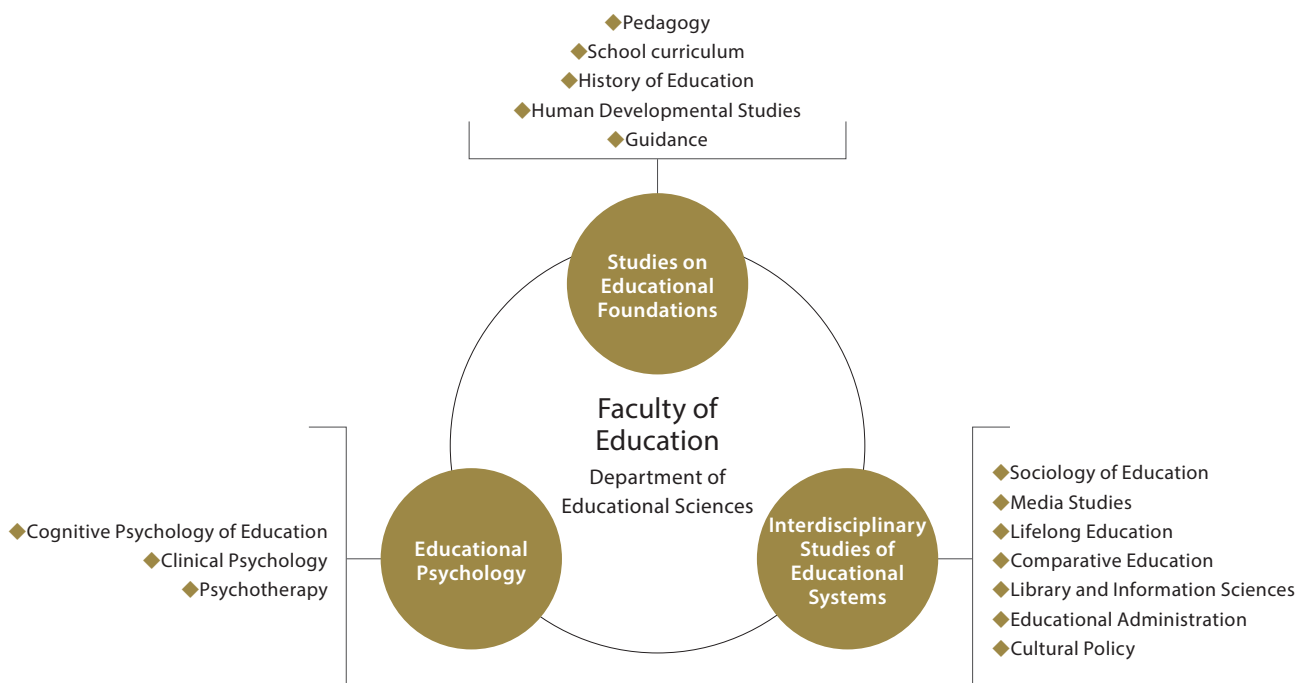 ◆Pedagogy
◆School curriculum
◆History of Education
◆Human Developmental Studies
◆Guidance
Studies on
Educational
Foundations
Faculty of
Education
Department of
Educational Sciences
◆Cognitive Psychology of Education
◆Clinical Psychology
◆Psychotherapy
Educational
Psychology
Interdisciplinary
Studies of
Educational
Systems
◆Sociology of Education
◆Media Studies
◆Lifelong Education
◆Comparative Education
◆Library and Information Sciences
◆Educational Administration
◆Cultural Policy